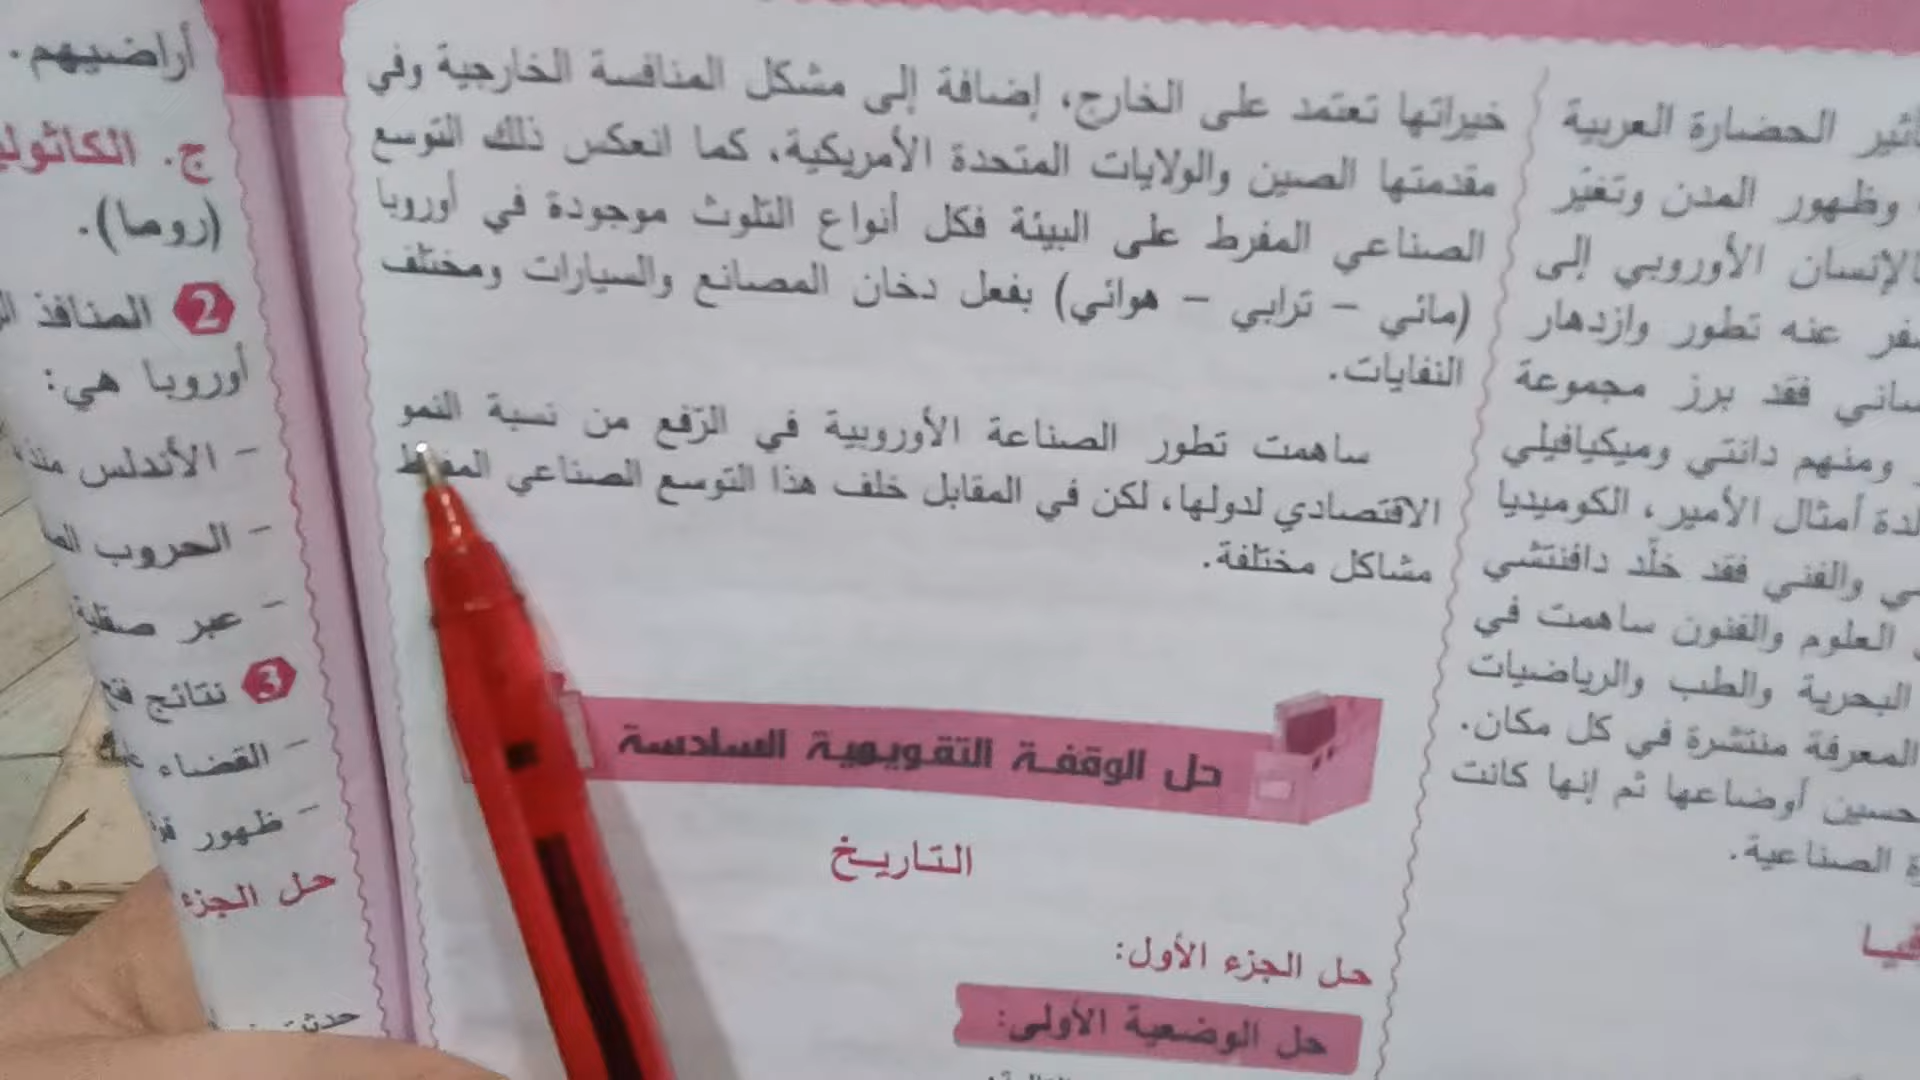 تأثير الحضارة العربية
وظهور المدن وتغير
بالإنسان الأوروبي إلى
عنه تطور وازدهار
فقد برز مجموعة
ومنهم دانتي وميكيافيلي
أمثال الأمير، الكوميديا
والفني فقد خلّد دافنتشي
العلوم والفنون ساهمت في
البحرية والطب والرياضيات
المعرفة منتشرة في كل مكان.
أوضاعها ثم إنها كانت
الصناعية.
خيراتها تعتمد على الخارج، إضافة إلى مشكل المنافسة الخارجية وفي
مقدمتها الصين والولايات المتحدة الأمريكية، كما انعكس ذلك التوسع
الصناعي المفرط على البيئة فكل أنواع التلوث موجودة في أوروبا
(مائي – ترابي – هوائي) بفعل دخان المصانع والسيارات ومختلف
النفايات.
ساهمت تطور الصناعة الأوروبية في الرّفع من نسبة النمو
الاقتصادي لدولها، لكن في المقابل خلف هذا التوسع الصناعي المفرط
مشاكل مختلفة.
حل الوقفة التقويمية السادسة
التاريخ
حل الجزء الأول:
حل الوضعية الأولى:
أراضيهم.
ج.
(روما).
2 المنافذ
أوروبا هي:
– الأندلس منذ
– الحروب
– عبر صقلية
3 نتائج فتح
– القضاء
– ظهور
حل الجزء